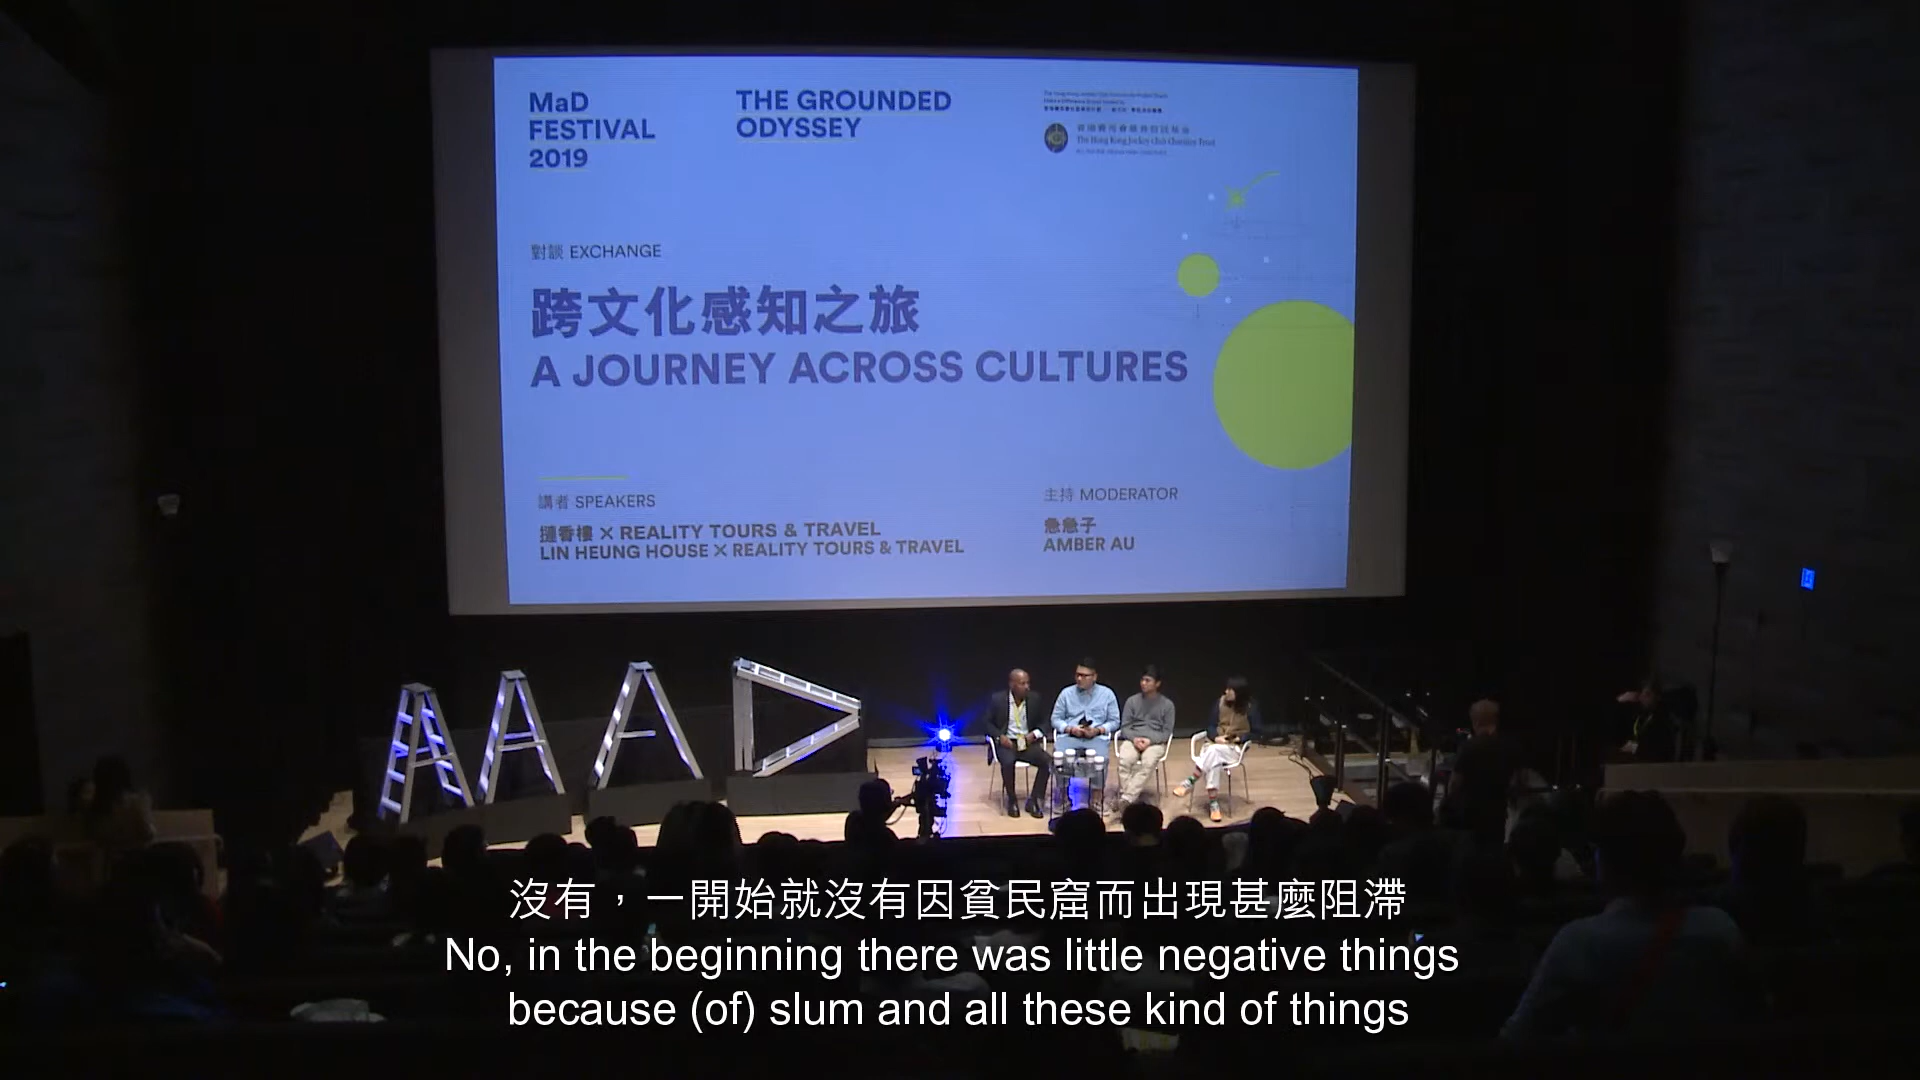 MaD
FESTIVAL
2019
THE GROUNDED
ODYSSEY
The Hong Kong Jockey Club Charities Trust
對談 EXCHANGE
跨文化感知之旅
A JOURNEY ACROSS CULTURES
講者 SPEAKERS
摙香樓 × REALITY TOURS & TRAVEL
LIN HEUNG HOUSE × REALITY TOURS & TRAVEL
主持 MODERATOR
急急子
AMBER AU
沒有，一開始就沒有因貧民窟而出現甚麼阻滯
No, in the beginning there was little negative things
because (of) slum and all these kind of things